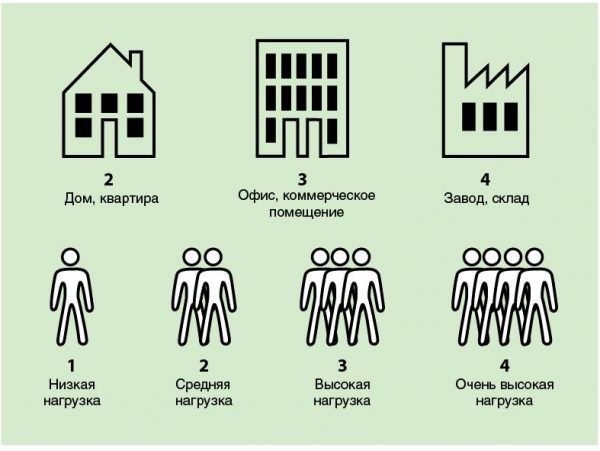 2
Дом, квартира
3
Офис, коммерческое
помещение
4
Завод, склад
1
Низкая
нагрузка
2
Средняя
нагрузка
3
Высокая
нагрузка
4
Очень высокая
нагрузка